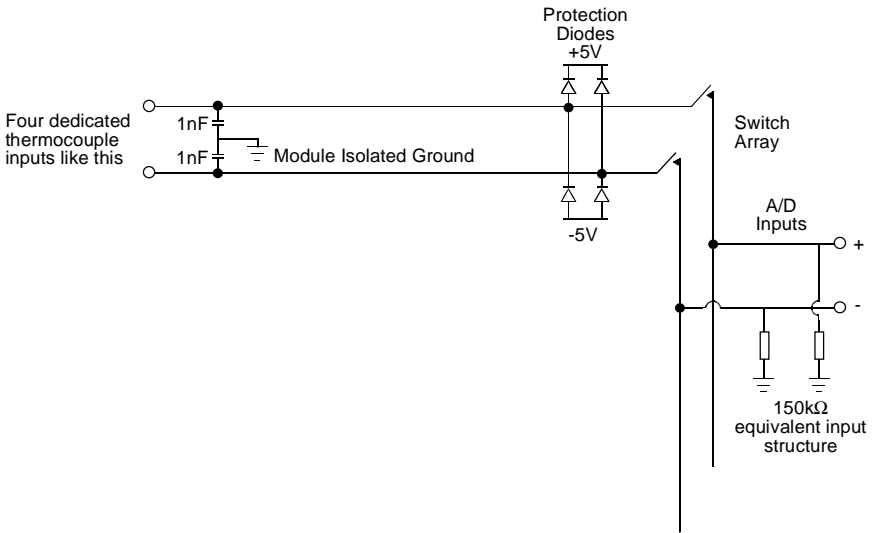 Protection
Diodes
+5V
Four dedicated
thermocouple
inputs like this
1nF
1nF
Module Isolated Ground
-5V
Switch
Array
A/D
Inputs
+
-
150kΩ
equivalent input
structure